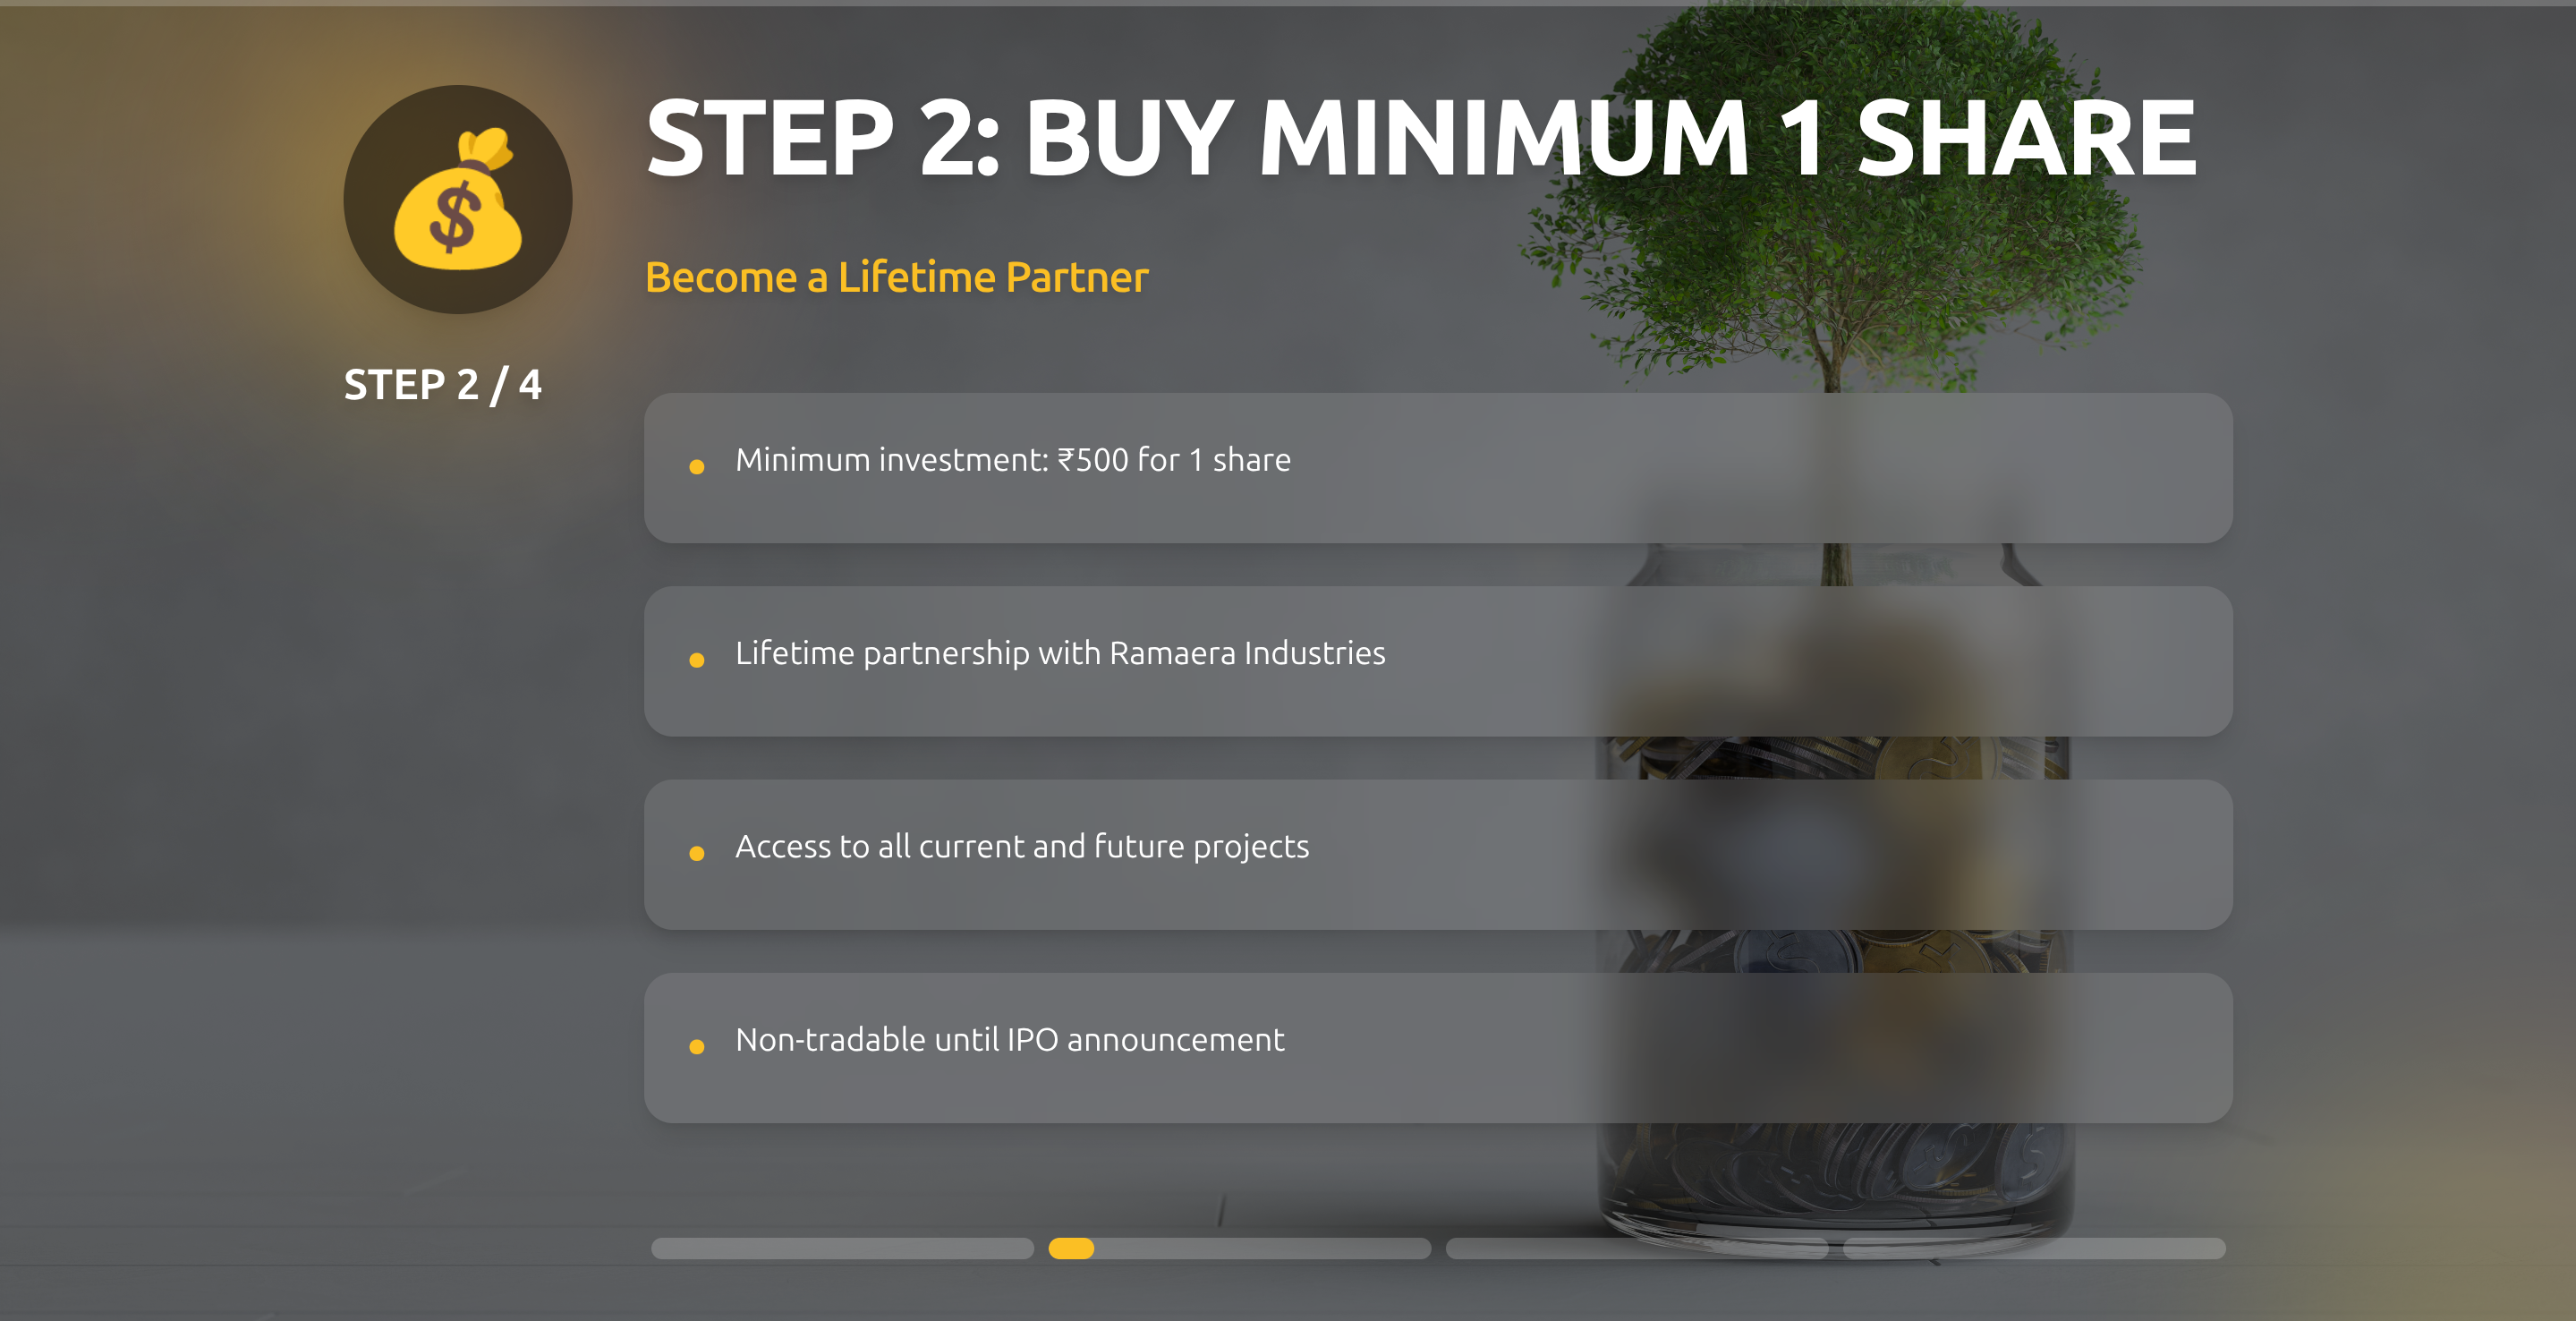 STEP 2: BUY MINIMUM 1 SHARE
Become a Lifetime Partner
STEP 2 / 4
Minimum investment: ₹500 for 1 share
Lifetime partnership with Ramaera Industries
Access to all current and future projects
Non-tradable until IPO announcement